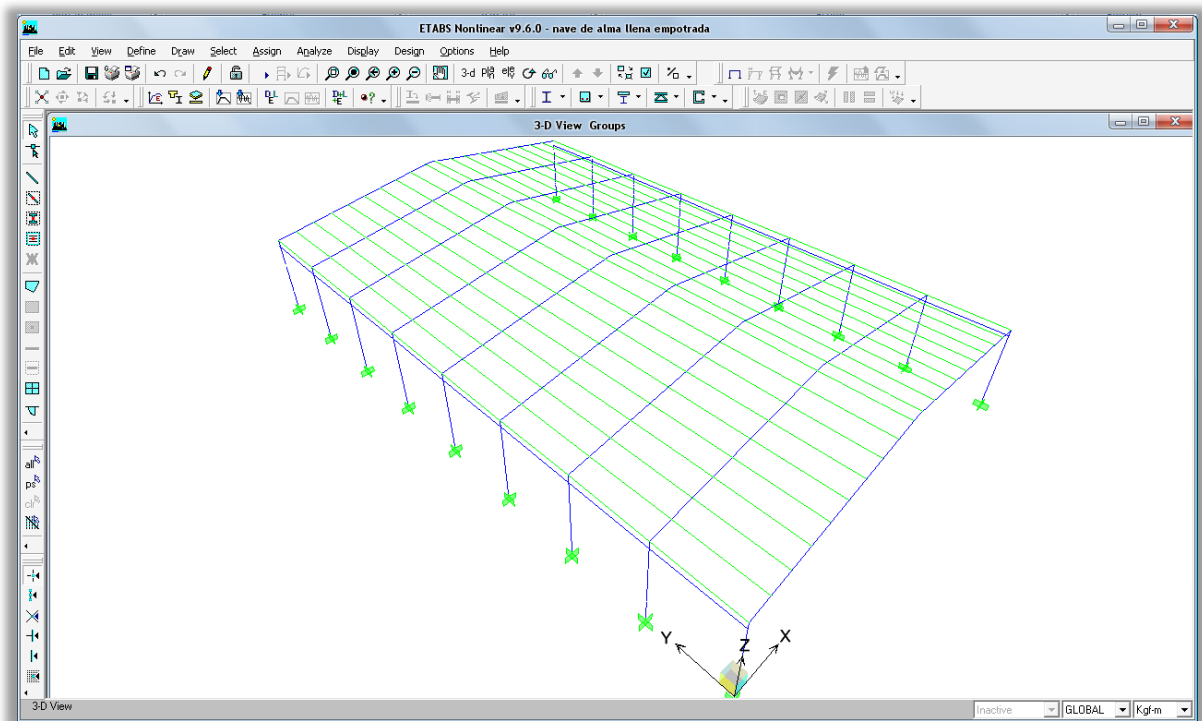 ETABS Nonlinear v9.6.0 - nave de alma llena empotrada
File Edit View Define Draw Select Assign Analyze Display Design Options Help
3-d
3-D View Groups
all
ps
clr
Y
Z
X
3-D View
Inactive
GLOBAL
Kgf-m